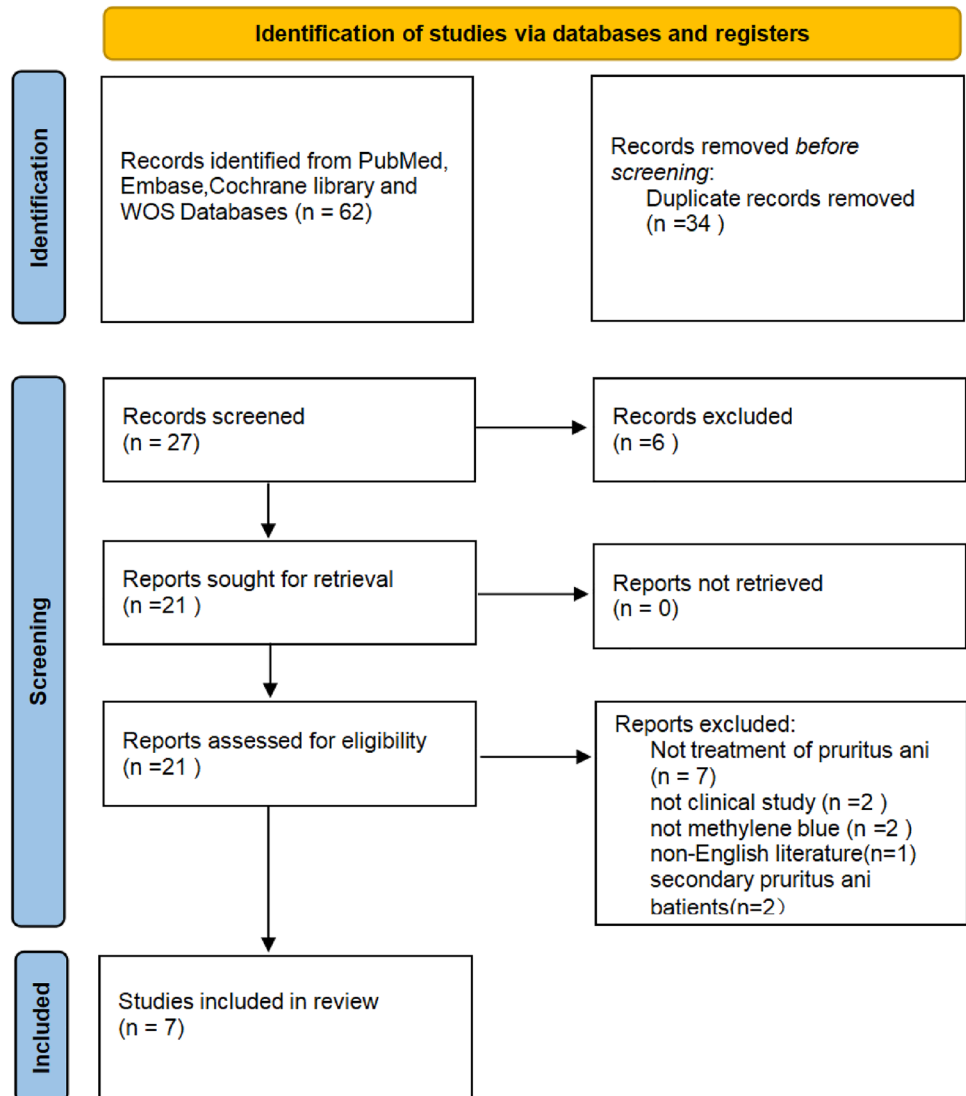 Identification of studies via databases and registers
Identification
Records identified from PubMed,
Embase,Cochrane library and
WOS Databases (n = 62)
Records removed before
screening:
Duplicate records removed
(n =34 )
Screening
Records screened
(n = 27)
Records excluded
(n =6 )
Reports sought for retrieval
(n =21 )
Reports not retrieved
(n = 0)
Reports assessed for eligibility
(n =21 )
Reports excluded:
Not treatment of pruritus ani
(n = 7)
not clinical study (n =2 )
not methylene blue (n =2 )
non-English literature(n=1)
secondary pruritus ani
batients(n=2)
Included
Studies included in review
(n = 7)